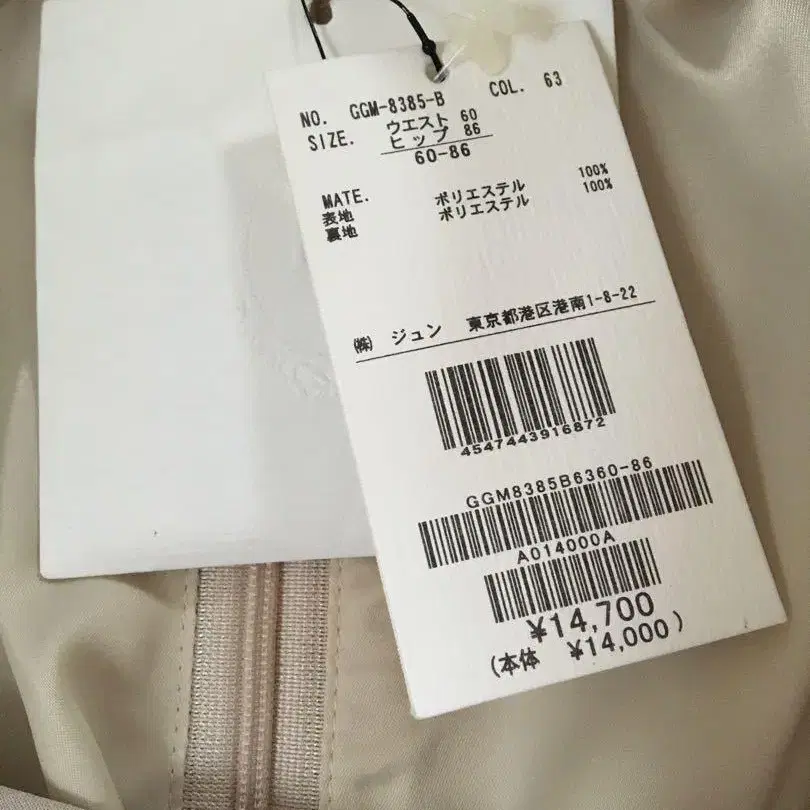 NO. GGM-8385-B COL. 63
SIZE. ウエスト 60
ヒップ 86
60-86
MATE.
表地 ポリエステル 100%
裏地 ポリエステル 100%
㈱ ジュン 東京都港区港南1-8-22
4547443916872
GGM8385B6360-86
A014000A
¥14,700
(本体 ¥14,000)